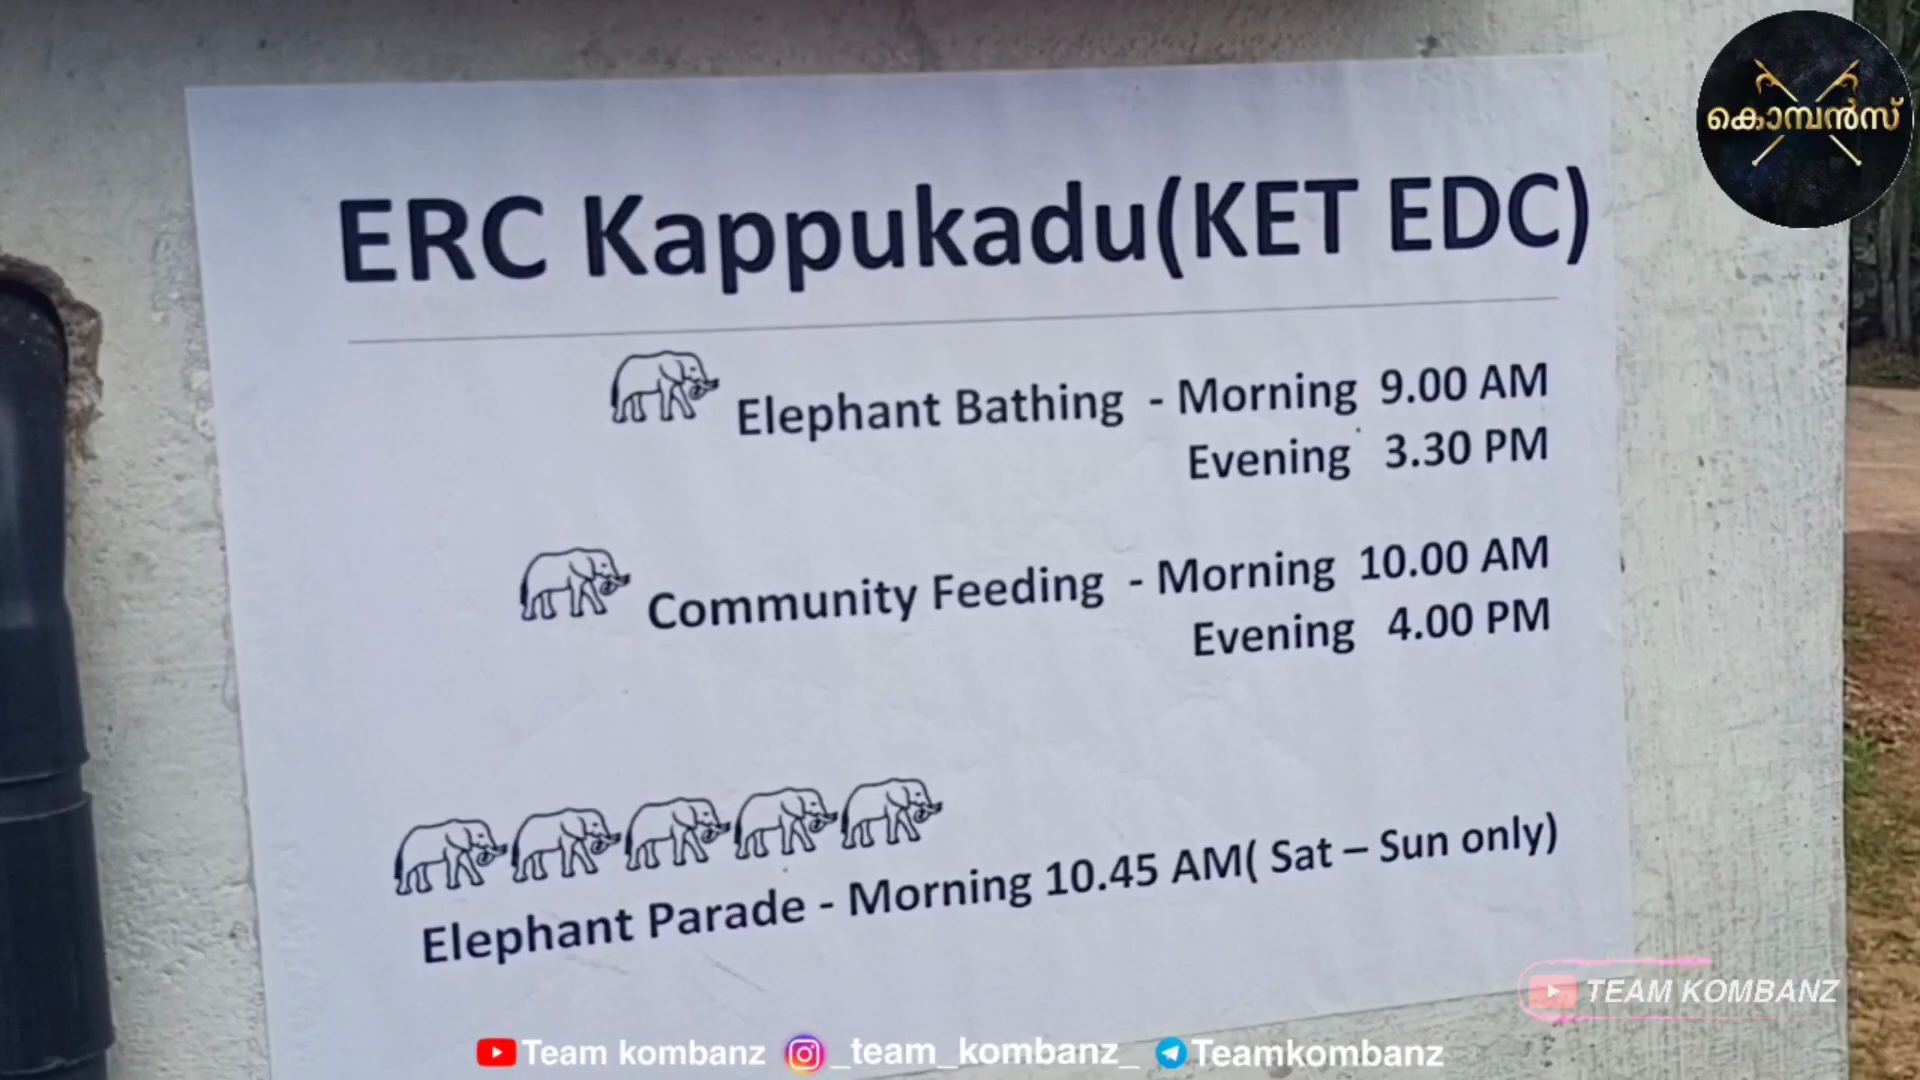 കൊമ്പൻസ്
ERC Kappukadu(KET EDC)
Elephant Bathing - Morning 9.00 AM
Evening 3.30 PM
Community Feeding - Morning 10.00 AM
Evening 4.00 PM
Elephant Parade - Morning 10.45 AM( Sat – Sun only)
TEAM KOMBANZ
Team kombanz _team_kombanz_ Teamkombanz